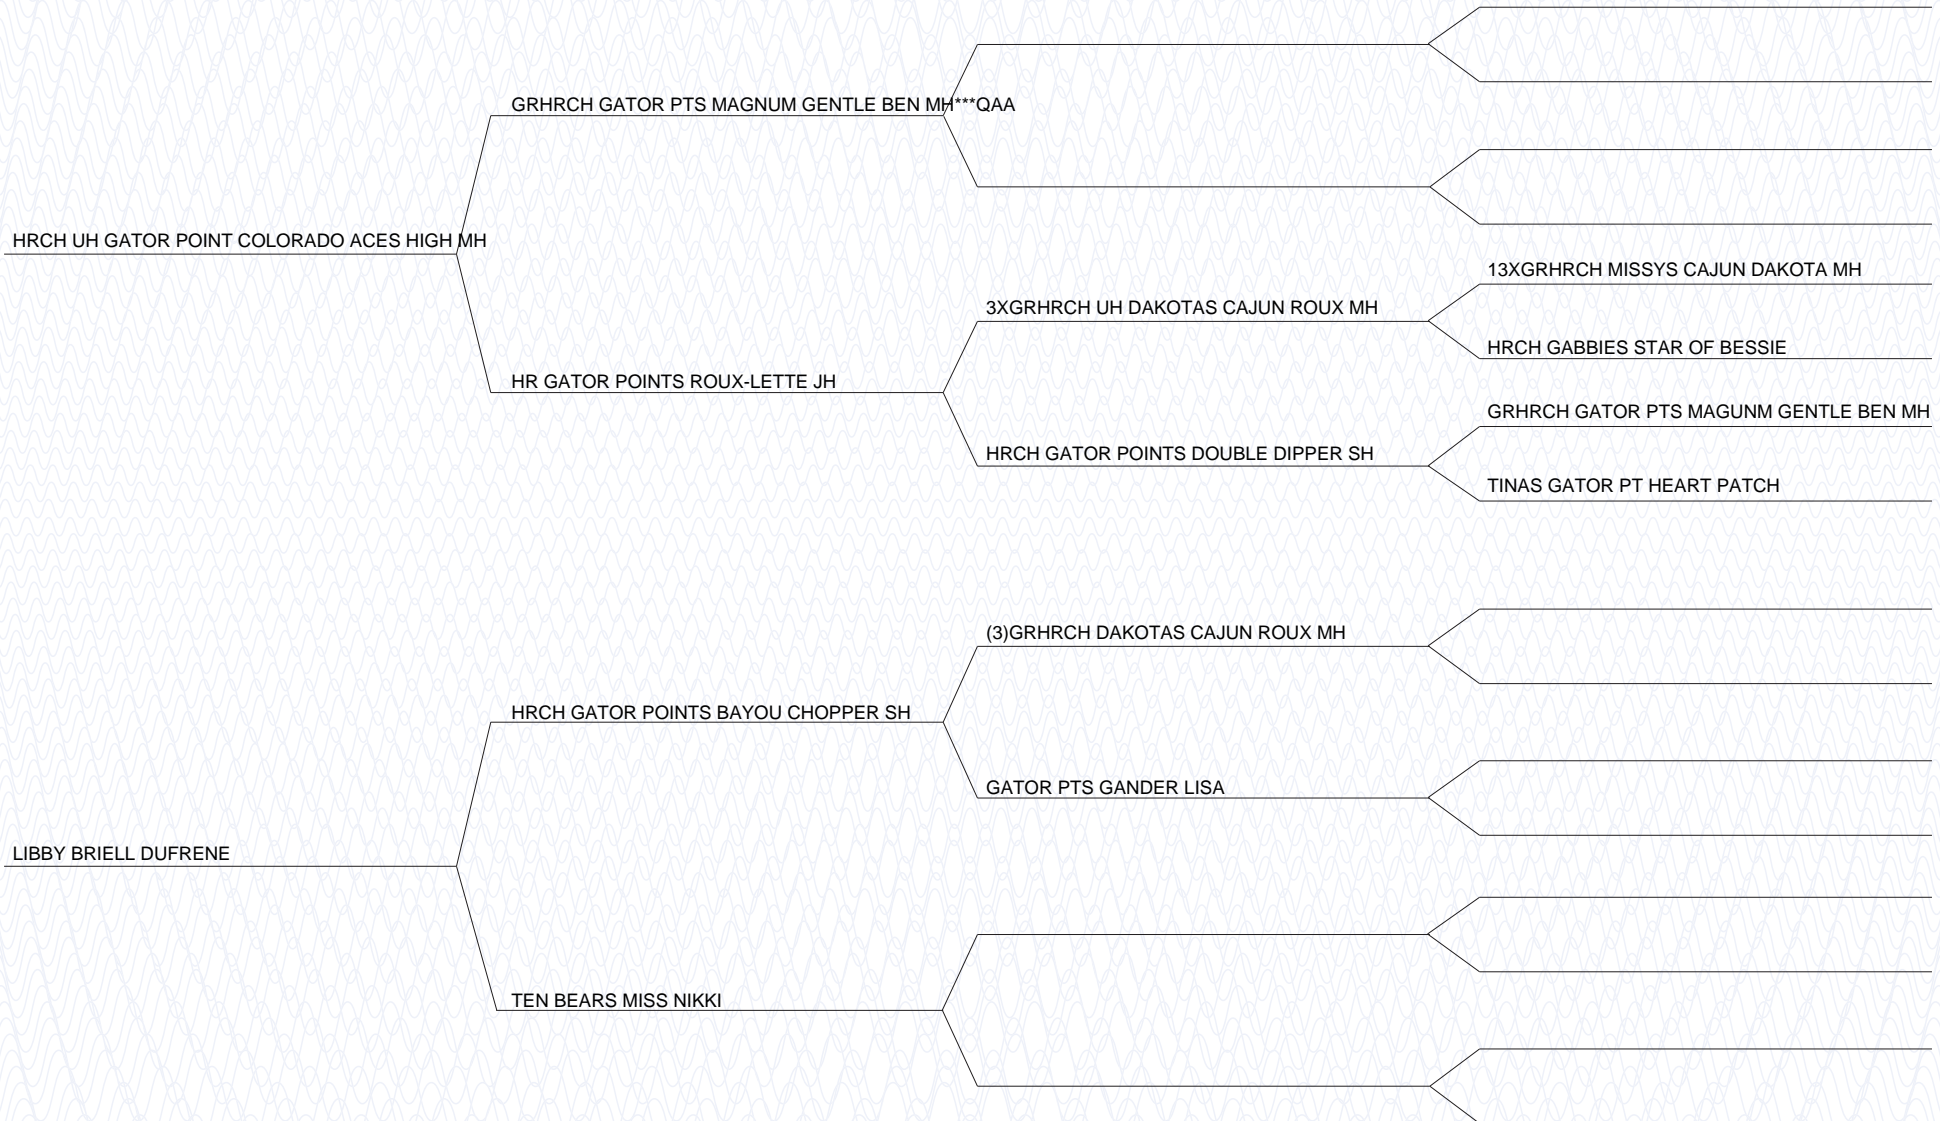 GRHRCH GATOR PTS MAGNUM GENTLE BEN MH***QAA
HRCH UH GATOR POINT COLORADO ACES HIGH MH
13XGRHRCH MISSYS CAJUN DAKOTA MH
3XGRHRCH UH DAKOTAS CAJUN ROUX MH
HRCH GABBIES STAR OF BESSIE
HR GATOR POINTS ROUX-LETTE JH
GRHRCH GATOR PTS MAGUNM GENTLE BEN MH
HRCH GATOR POINTS DOUBLE DIPPER SH
TINAS GATOR PT HEART PATCH
(3)GRHRCH DAKOTAS CAJUN ROUX MH
HRCH GATOR POINTS BAYOU CHOPPER SH
GATOR PTS GANDER LISA
LIBBY BRIELL DUFRENE
TEN BEARS MISS NIKKI